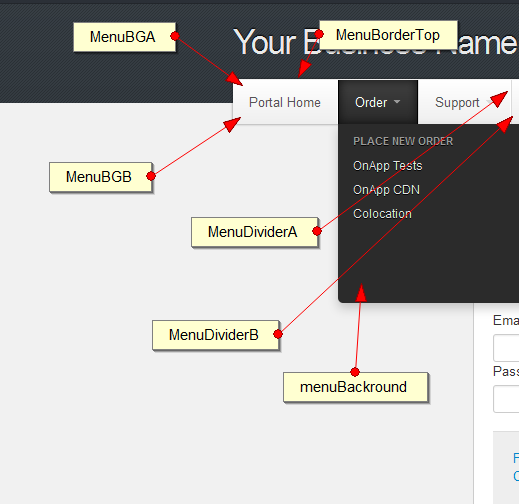 MenuBGA
Your Business Name
MenuBorderTop
Portal Home
Order
Support
PLACE NEW ORDER
OnApp Tests
OnApp CDN
Colocation
MenuBGB
MenuDividerA
MenuDividerB
menuBackround
Ema
Pass